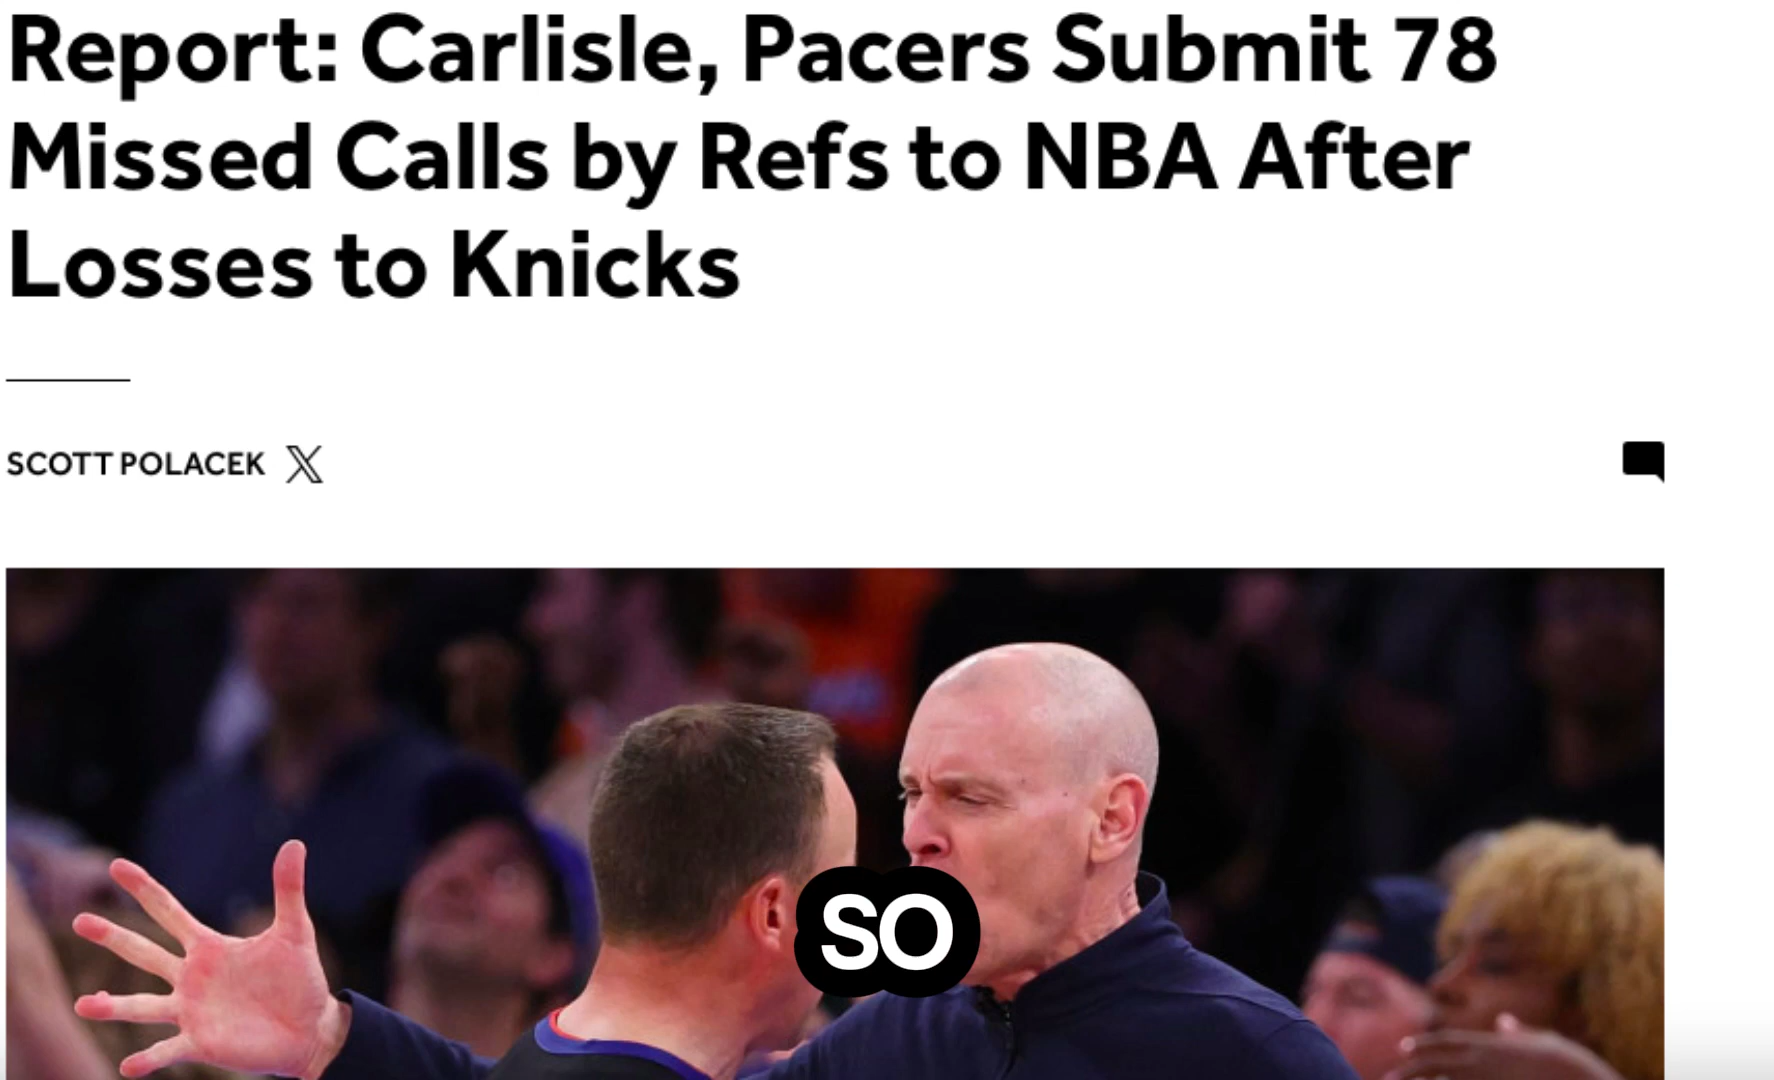 Report: Carlisle, Pacers Submit 78
Missed Calls by Refs to NBA After
Losses to Knicks
SCOTT POLACEK X
SO